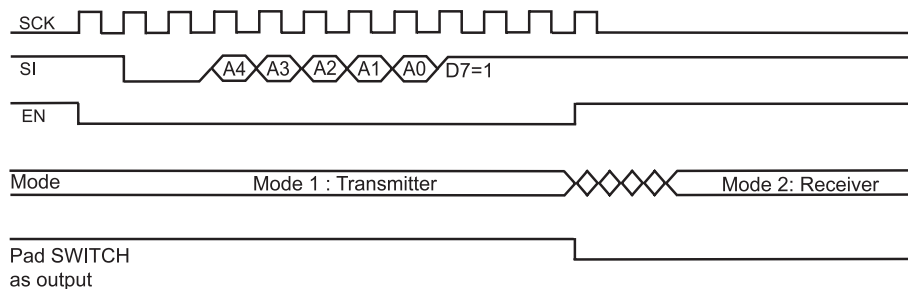 SCK
SI A4 A3 A2 A1 A0 D7=1
EN
Mode Mode 1 : Transmitter Mode 2: Receiver
Pad SWITCH
as output